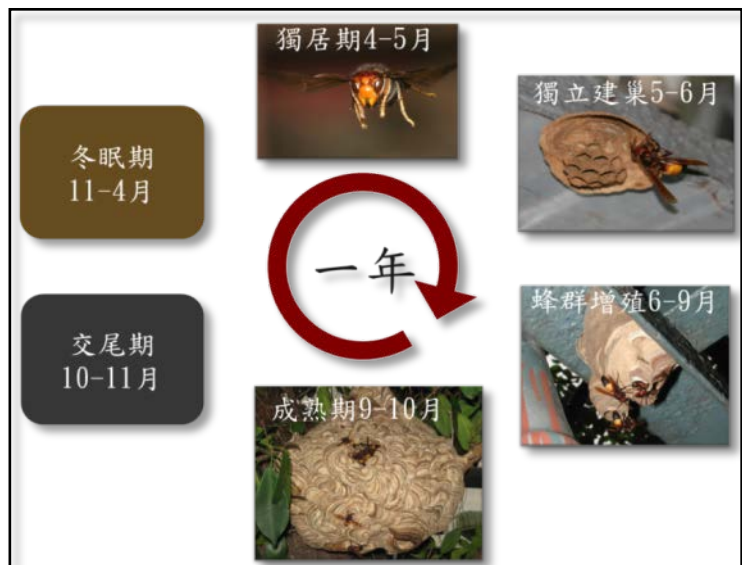 獨居期4-5月
獨立建巢5-6月
冬眠期
11-4月
一年
蜂群增殖6-9月
交尾期
10-11月
成熟期9-10月